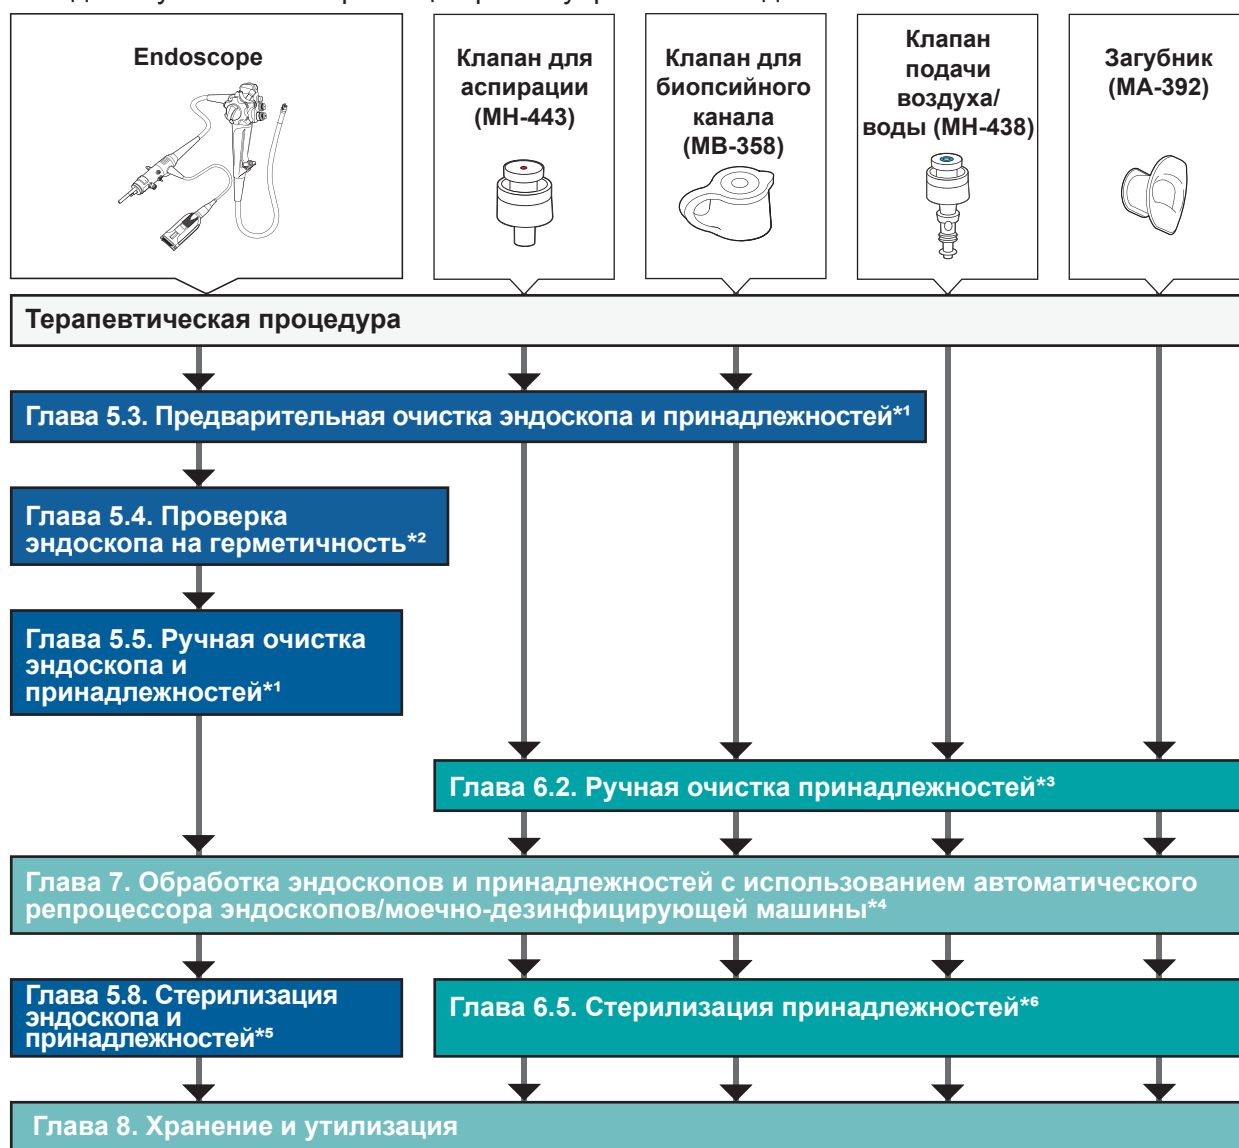 Endoscope
Клапан для
аспирации
(MH-443)
Клапан для
биопсийного
канала
(MB-358)
Клапан
подачи
воздуха/
воды (MH-438)
Загубник
(MA-392)
Терапевтическая процедура
Глава 5.3. Предварительная очистка эндоскопа и принадлежностей*¹
Глава 5.4. Проверка
эндоскопа на герметичность*²
Глава 5.5. Ручная очистка
эндоскопа и
принадлежностей*¹
Глава 6.2. Ручная очистка принадлежностей*³
Глава 7. Обработка эндоскопов и принадлежностей с использованием автоматического
репроцессора эндоскопов/моечно-дезинфицирующей машины*⁴
Глава 5.8. Стерилизация
эндоскопа и
принадлежностей*⁵
Глава 6.5. Стерилизация принадлежностей*⁶
Глава 8. Хранение и утилизация